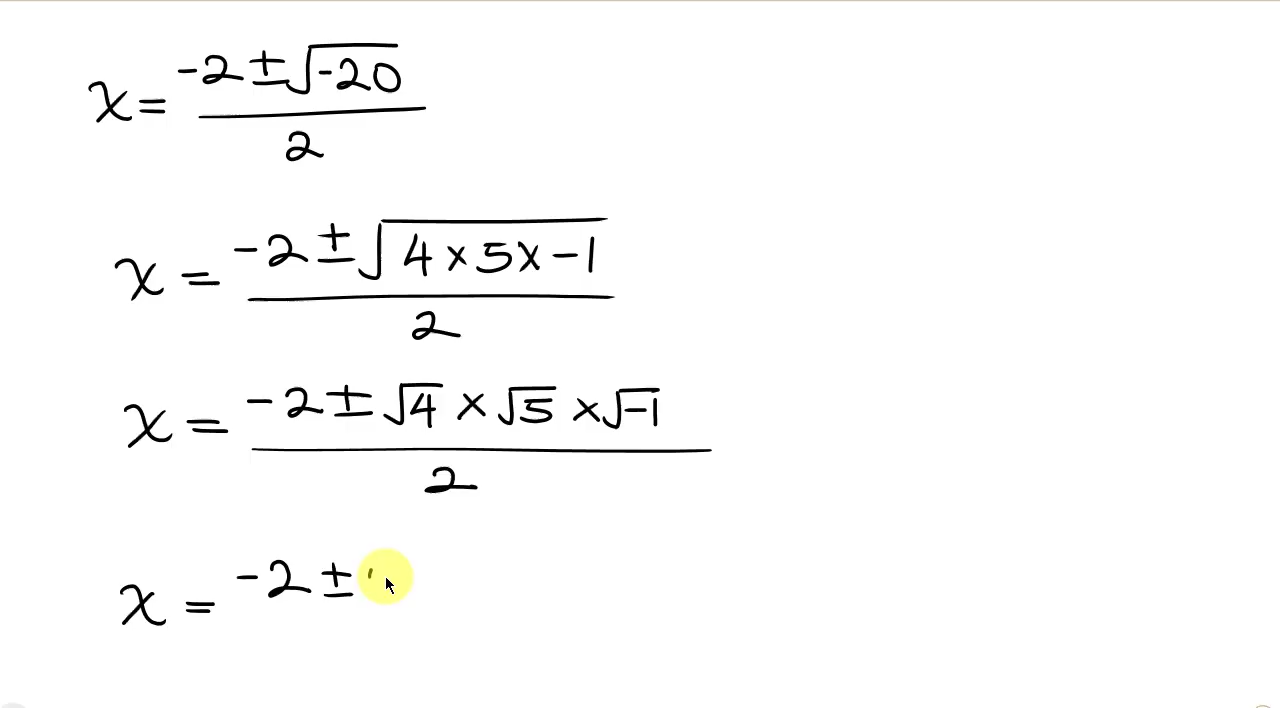 x = (-2 ± √-20) / 2
x = (-2 ± √4 × 5 × -1) / 2
x = (-2 ± √4 × √5 × √-1) / 2
x = -2 ±